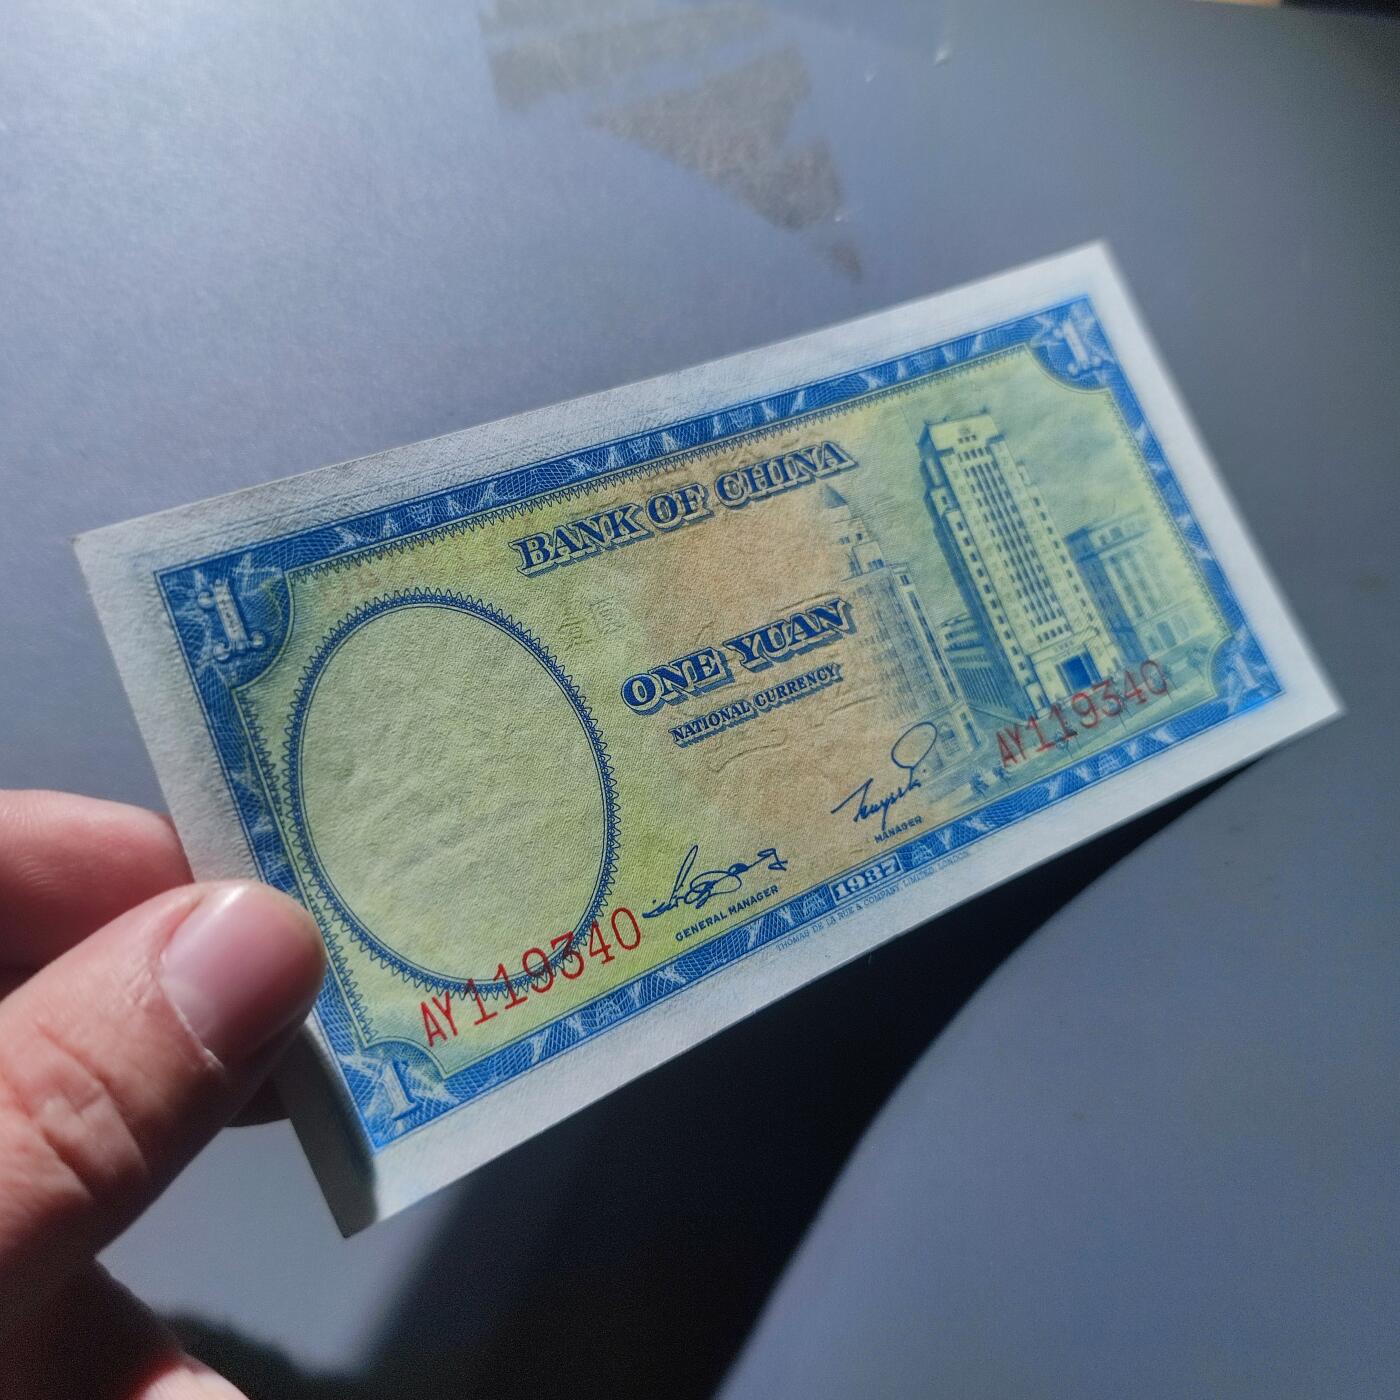 1
1
BANK OF CHINA
ONE YUAN
NATIONAL CURRENCY
AY119340
AY119340
GENERAL MANAGER
MANAGER
1937
THOMAS DE LA RUE & COMPANY, LIMITED, LONDON.
1
1